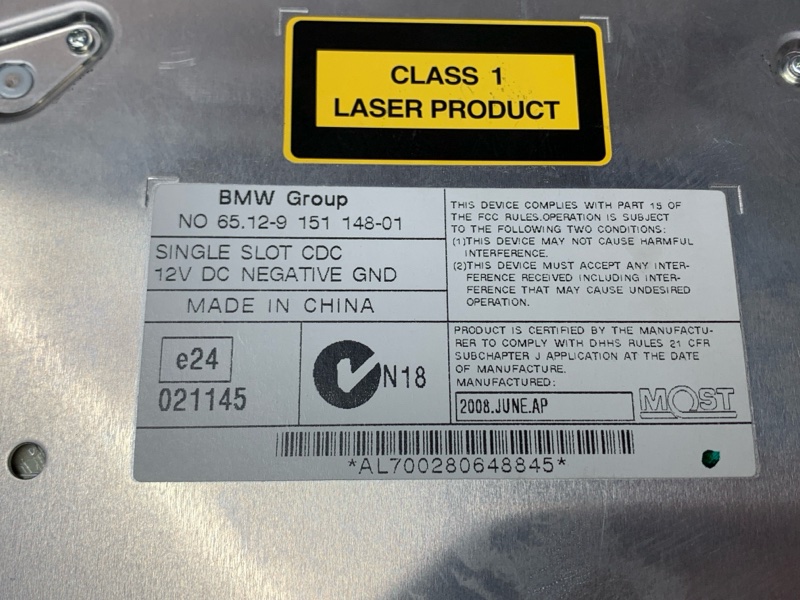 CLASS 1
LASER PRODUCT
BMW Group
NO 65.12-9 151 148-01
SINGLE SLOT CDC
12V DC NEGATIVE GND
MADE IN CHINA
e24
021145
N18
THIS DEVICE COMPLIES WITH PART 15 OF
THE FCC RULES.OPERATION IS SUBJECT
TO THE FOLLOWING TWO CONDITIONS:
(1)THIS DEVICE MAY NOT CAUSE HARMFUL
INTERFERENCE.
(2)THIS DEVICE MUST ACCEPT ANY INTER-
FERENCE RECEIVED INCLUDING INTER-
FERENCE THAT MAY CAUSE UNDESIRED
OPERATION.
PRODUCT IS CERTIFIED BY THE MANUFACTU-
RER TO COMPLY WITH DHHS RULES 21 CFR
SUBCHAPTER J APPLICATION AT THE DATE
OF MANUFACTURE.
MANUFACTURED:
2008.JUNE.AP
MOST
*AL700280648845*